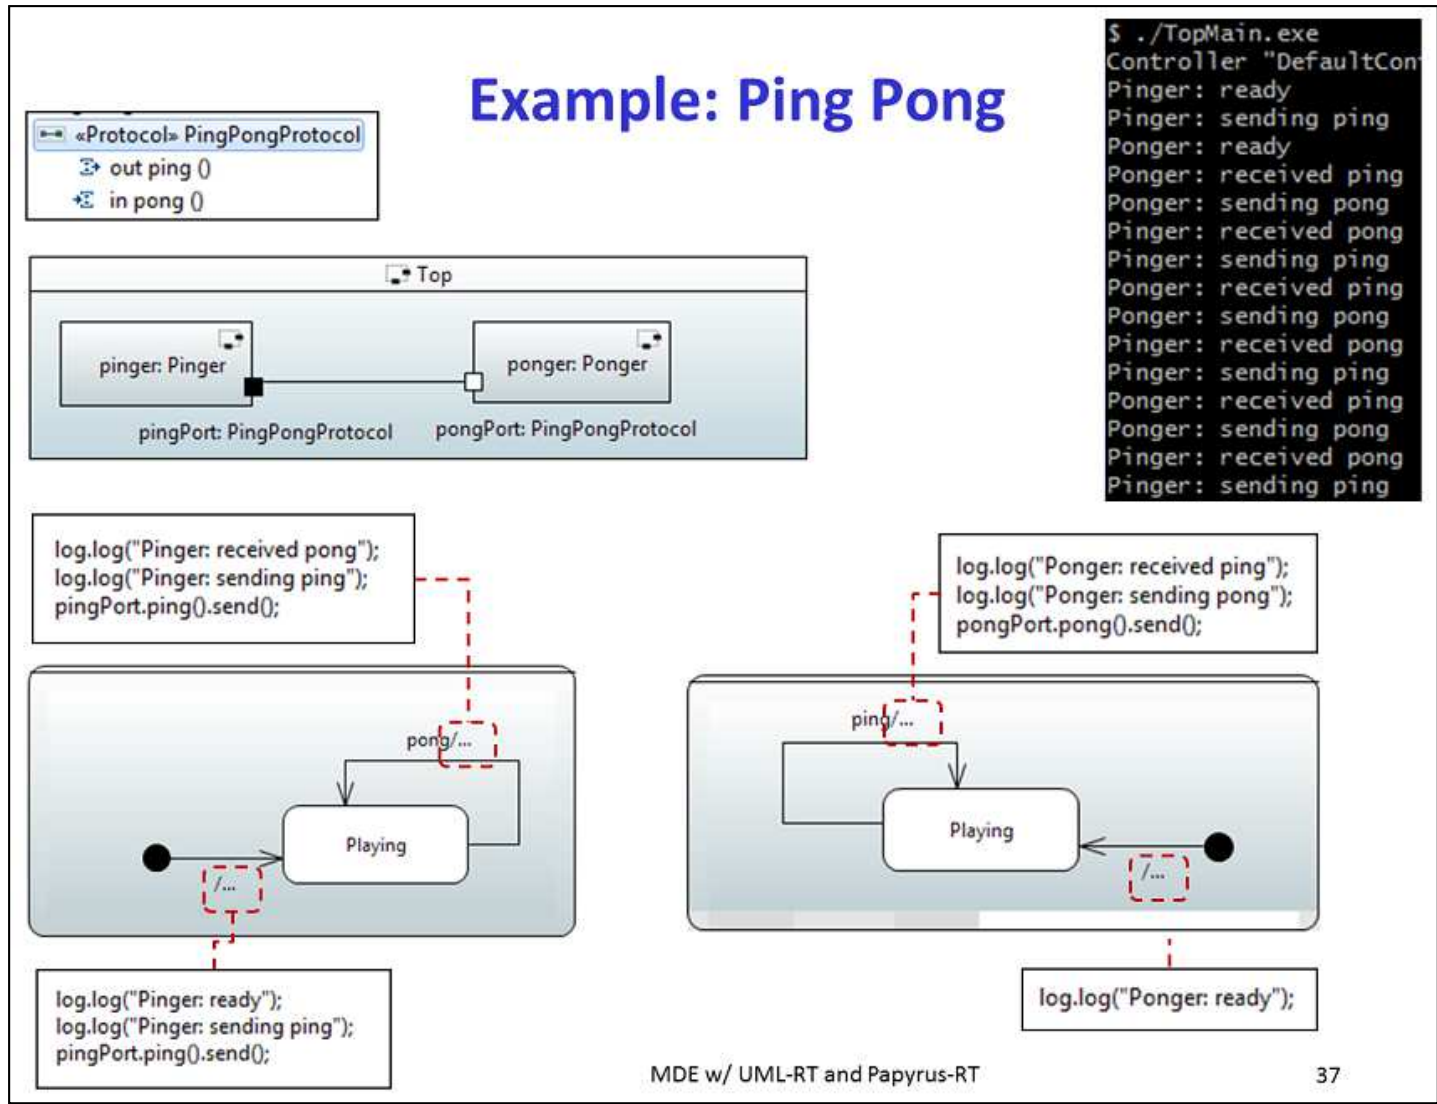 Example: Ping Pong
«Protocol» PingPongProtocol
out ping ()
in pong ()
$ ./TopMain.exe
Controller "DefaultCon
Pinger: ready
Pinger: sending ping
Ponger: ready
Ponger: received ping
Ponger: sending pong
Pinger: received pong
Pinger: sending ping
Ponger: received ping
Ponger: sending pong
Pinger: received pong
Pinger: sending ping
Ponger: received ping
Ponger: sending pong
Pinger: received pong
Pinger: sending ping
Top
pinger: Pinger
ponger: Ponger
pingPort: PingPongProtocol
pongPort: PingPongProtocol
log.log("Pinger: received pong");
log.log("Pinger: sending ping");
pingPort.ping().send();
log.log("Ponger: received ping");
log.log("Ponger: sending pong");
pongPort.pong().send();
pong/...
Playing
/...
ping/...
Playing
/...
log.log("Pinger: ready");
log.log("Pinger: sending ping");
pingPort.ping().send();
log.log("Ponger: ready");
MDE w/ UML-RT and Papyrus-RT
37